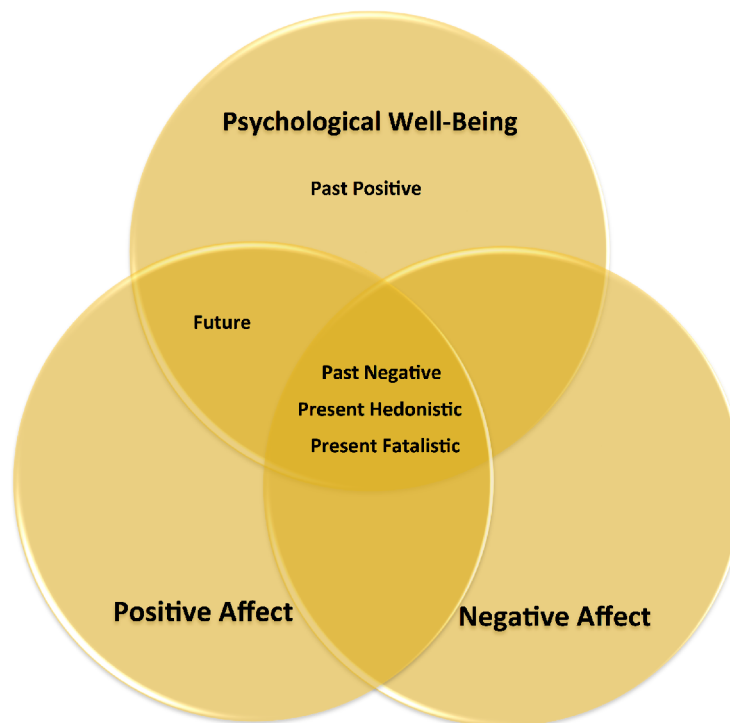 Psychological Well-Being
Past Positive
Future
Past Negative
Present Hedonistic
Present Fatalistic
Positive Affect
Negative Affect